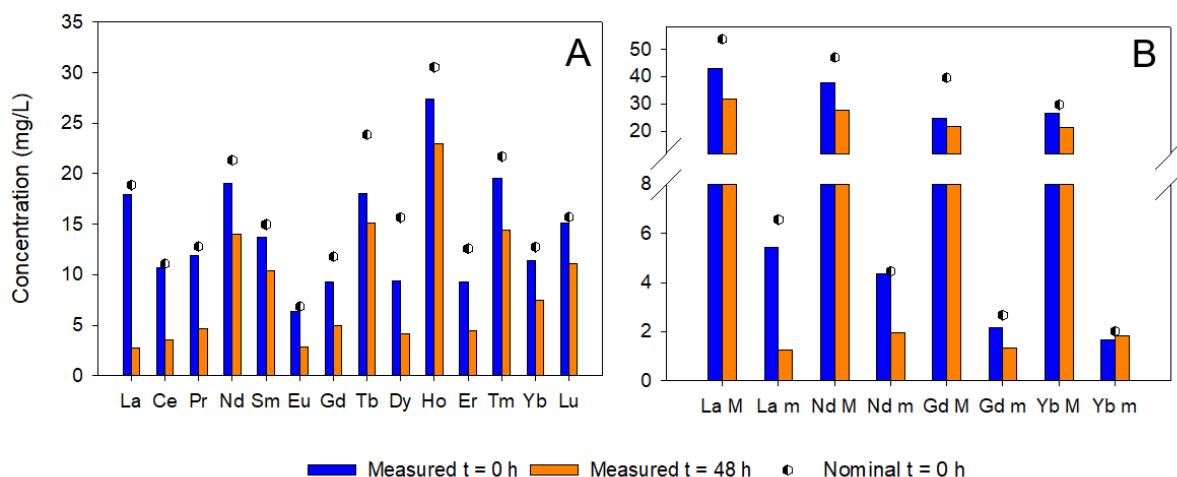 A
B
Concentration (mg/L)
35
30
25
20
15
10
5
0
La Ce Pr Nd Sm Eu Gd Tb Dy Ho Er Tm Yb Lu
50
40
30
20
8
6
4
2
0
La M La m Nd M Nd m Gd M Gd m Yb M Yb m
Measured t = 0 h Measured t = 48 h Nominal t = 0 h